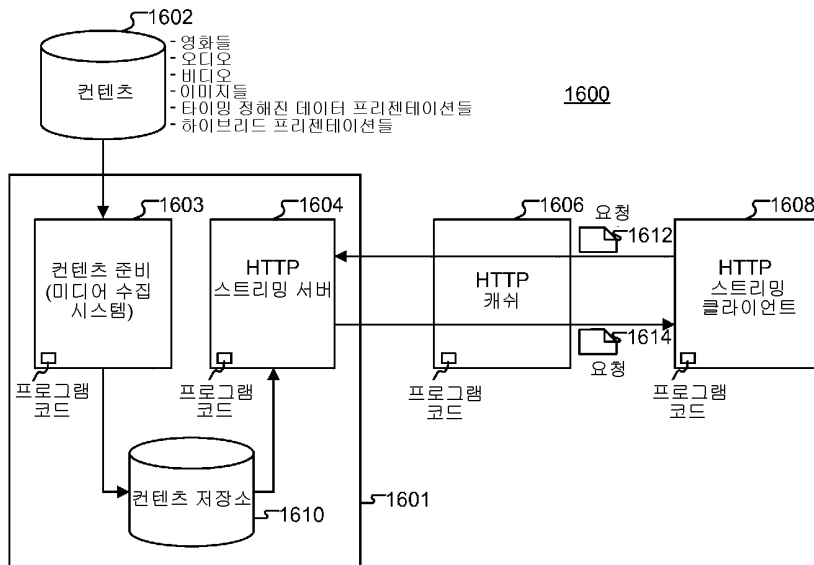 1602
- 영화들
- 오디오
- 비디오
- 이미지들
- 타이밍 정해진 데이터 프리젠테이션들
- 하이브리드 프리젠테이션들
컨텐츠
1600
1603
컨텐츠 준비
(미디어 수집
시스템)
프로그램
코드
1604
HTTP
스트리밍 서버
프로그램
코드
1606
HTTP
캐쉬
프로그램
코드
요청
1612
1614
요청
1608
HTTP
스트리밍
클라이언트
프로그램
코드
컨텐츠 저장소
1610
1601